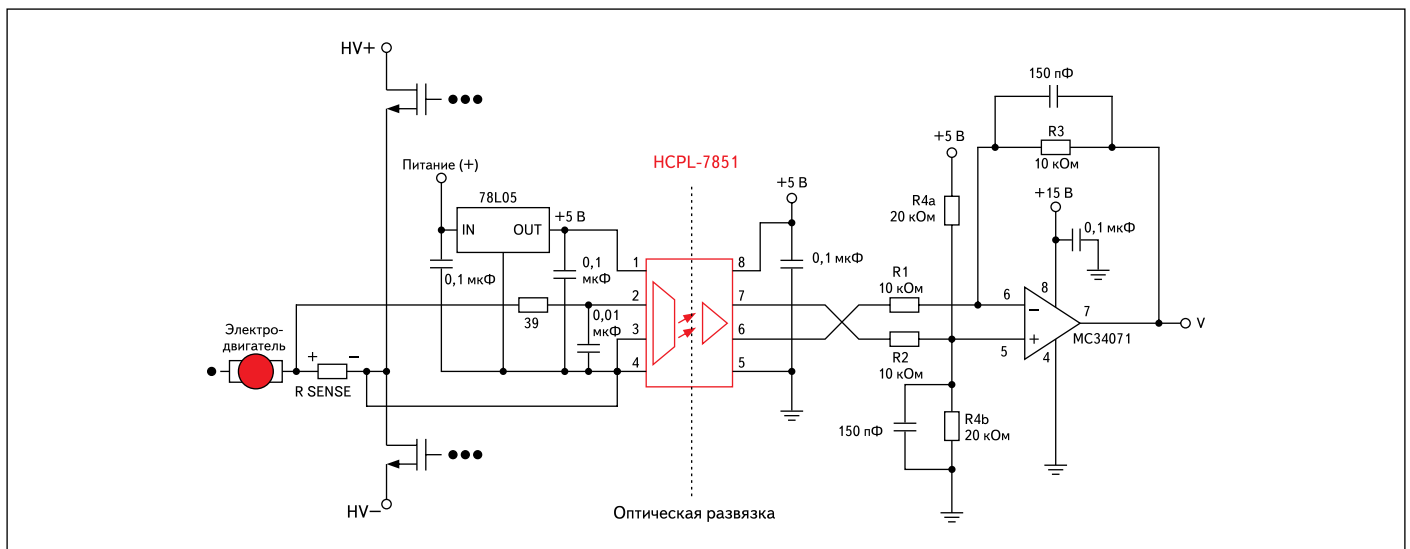 HV+
150 пФ
+5 В
R3
10 кОм
Питание (+)
HCPL-7851
+5 В
+15 В
78L05
+5 В
R4a
20 кОм
IN
OUT
0,1 мкФ
0,1 мкФ
0,1
мкФ
1
8
0,1 мкФ
R1
10 кОм
2
7
6
8
39
0,01
мкФ
3
6
7
V
Электро-
двигатель
+
−
−
+
5
4
MC34071
R SENSE
4
5
R2
10 кОм
150 пФ
R4b
20 кОм
HV−
Оптическая развязка